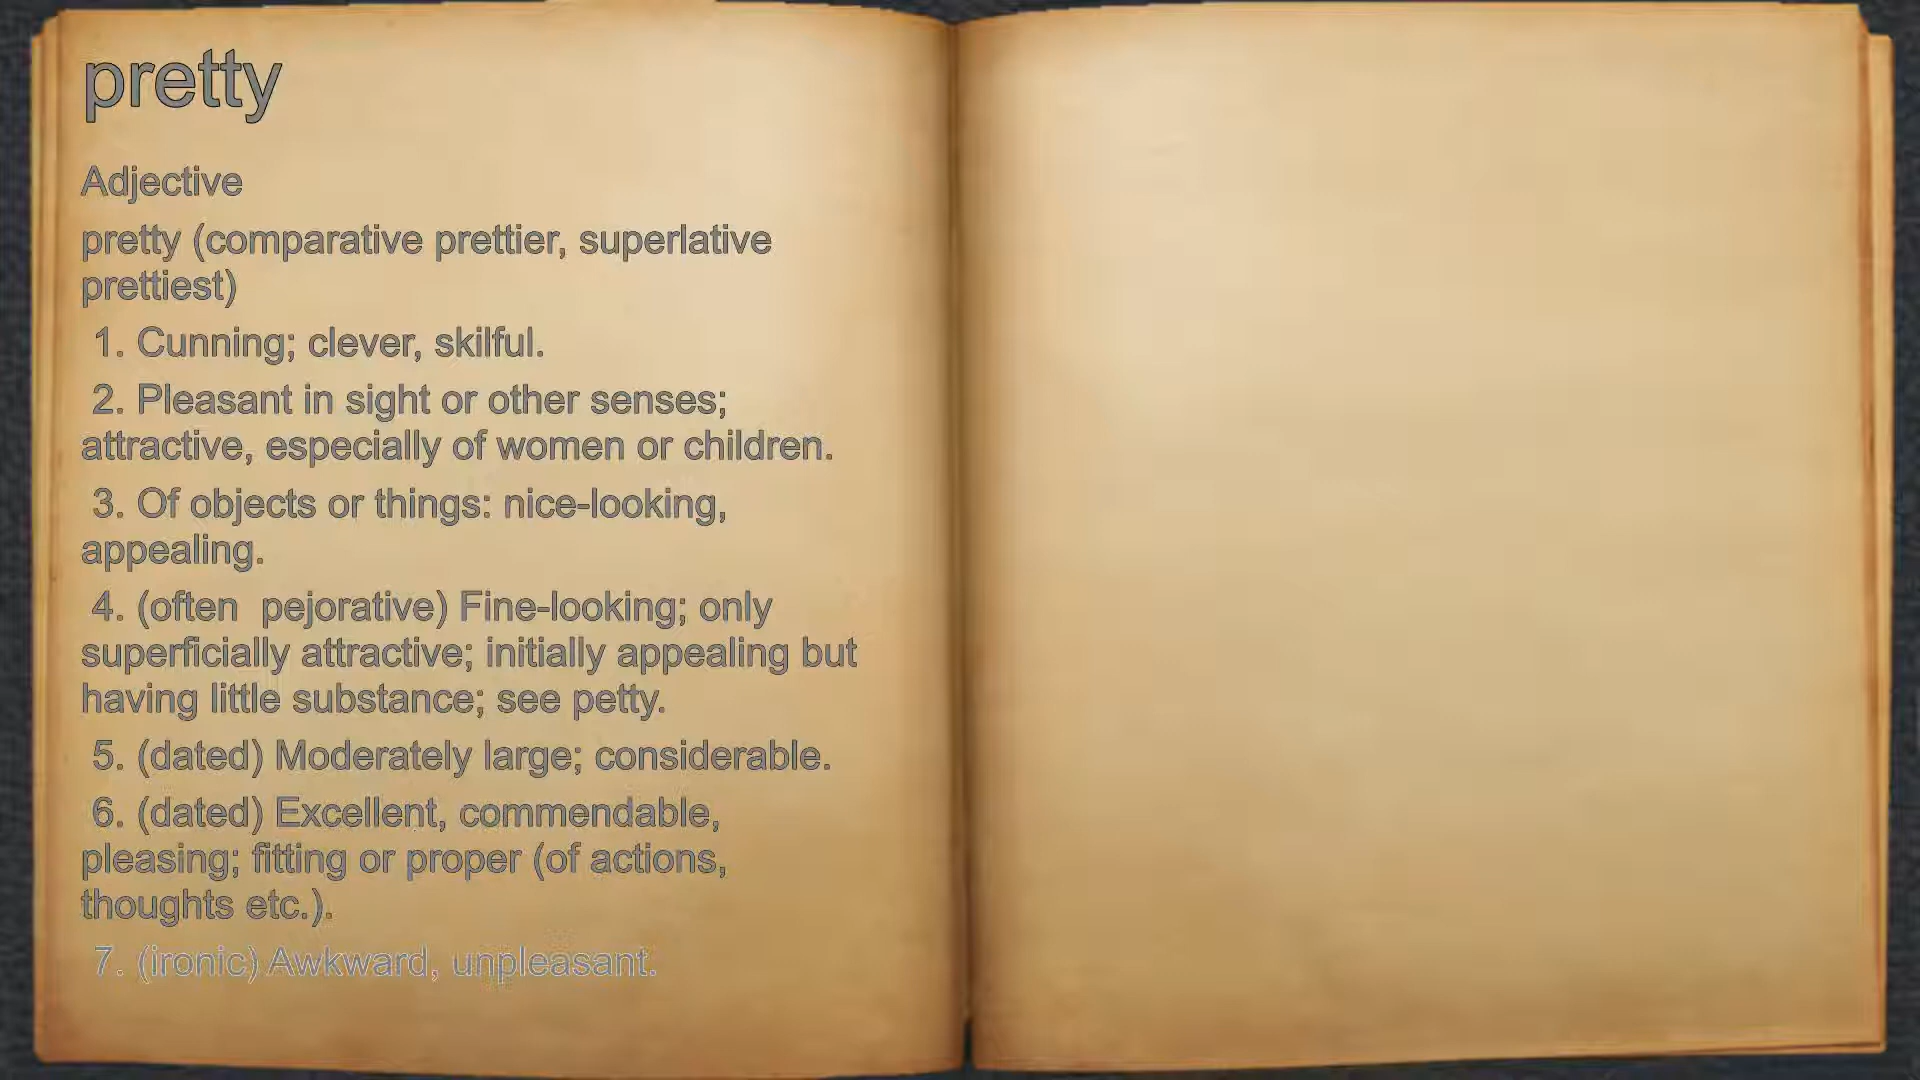 pretty
Adjective
pretty (comparative prettier, superlative
prettiest)
1. Cunning; clever, skilful.
2. Pleasant in sight or other senses;
attractive, especially of women or children.
3. Of objects or things: nice-looking,
appealing.
4. (often  pejorative) Fine-looking; only
superficially attractive; initially appealing but
having little substance; see petty.
5. (dated) Moderately large; considerable.
6. (dated) Excellent, commendable,
pleasing; fitting or proper (of actions,
thoughts etc.).
7. (ironic) Awkward, unpleasant.